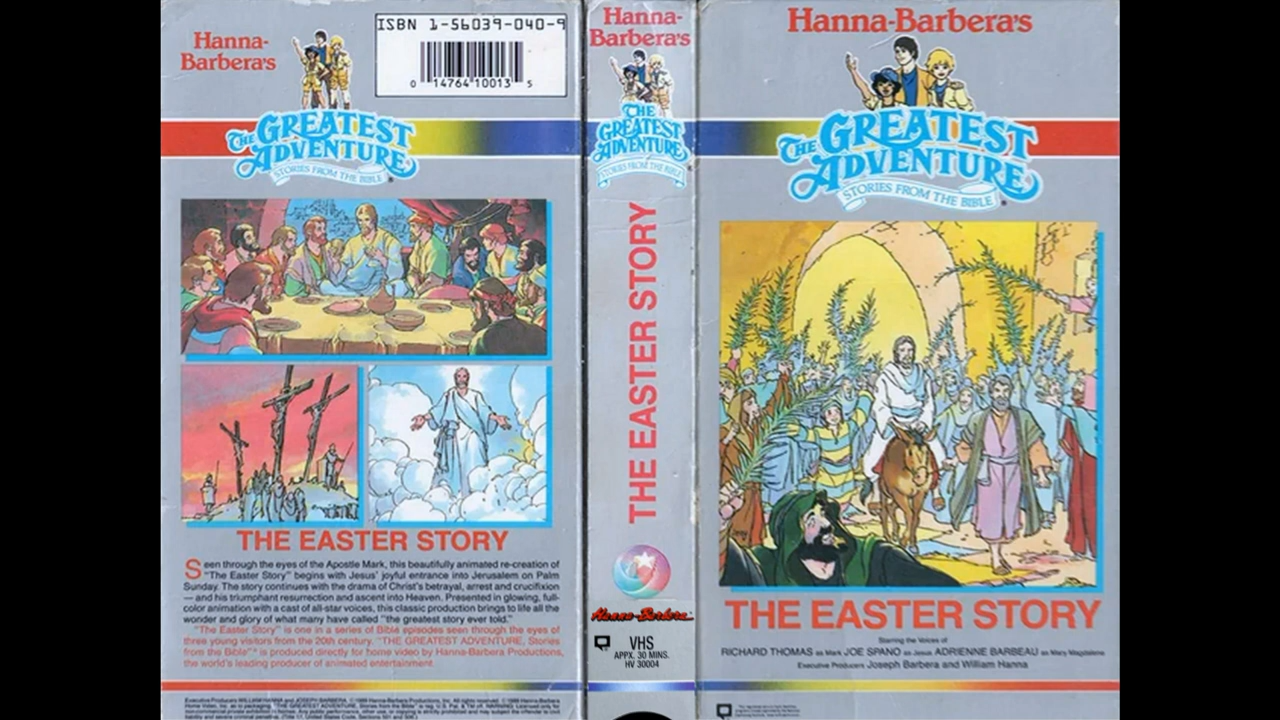 Hanna-
Barbera's
ISBN 1-56039-040-9
0 14764 10013 5
THE GREATEST
ADVENTURE
STORIES FROM THE BIBLE
THE EASTER STORY
Seen through the eyes of the Apostle Mark, this beautifully animated re-creation of
"The Easter Story" begins with Jesus' joyful entrance into Jerusalem on Palm
Sunday. The story continues with the drama of Christ's betrayal, arrest and crucifixion
— and his triumphant resurrection and ascent into Heaven. Presented in glowing, full-
color animation with a cast of all-star voices, this classic production brings to life all the
wonder and glory of what many have called "the greatest story ever told."
"The Easter Story" is one in a series of Bible episodes seen through the eyes of
three young visitors from the 20th century. "THE GREATEST ADVENTURE, Stories
from the Bible"® is produced directly for home video by Hanna-Barbera Productions,
the world's leading producer of animated entertainment.
Hanna-
Barbera's
THE
GREATEST
ADVENTURE
STORIES FROM THE BIBLE
THE EASTER STORY
Hanna-Barbera
VHS
APPX. 30 MINS.
HV 30004
Hanna-Barbera's
THE GREATEST
ADVENTURE
STORIES FROM THE BIBLE
THE EASTER STORY
Starring the Voices of
RICHARD THOMAS as Mark JOE SPANO as Jesus ADRIENNE BARBEAU as Mary Magdalene
Executive Producers Joseph Barbera and William Hanna